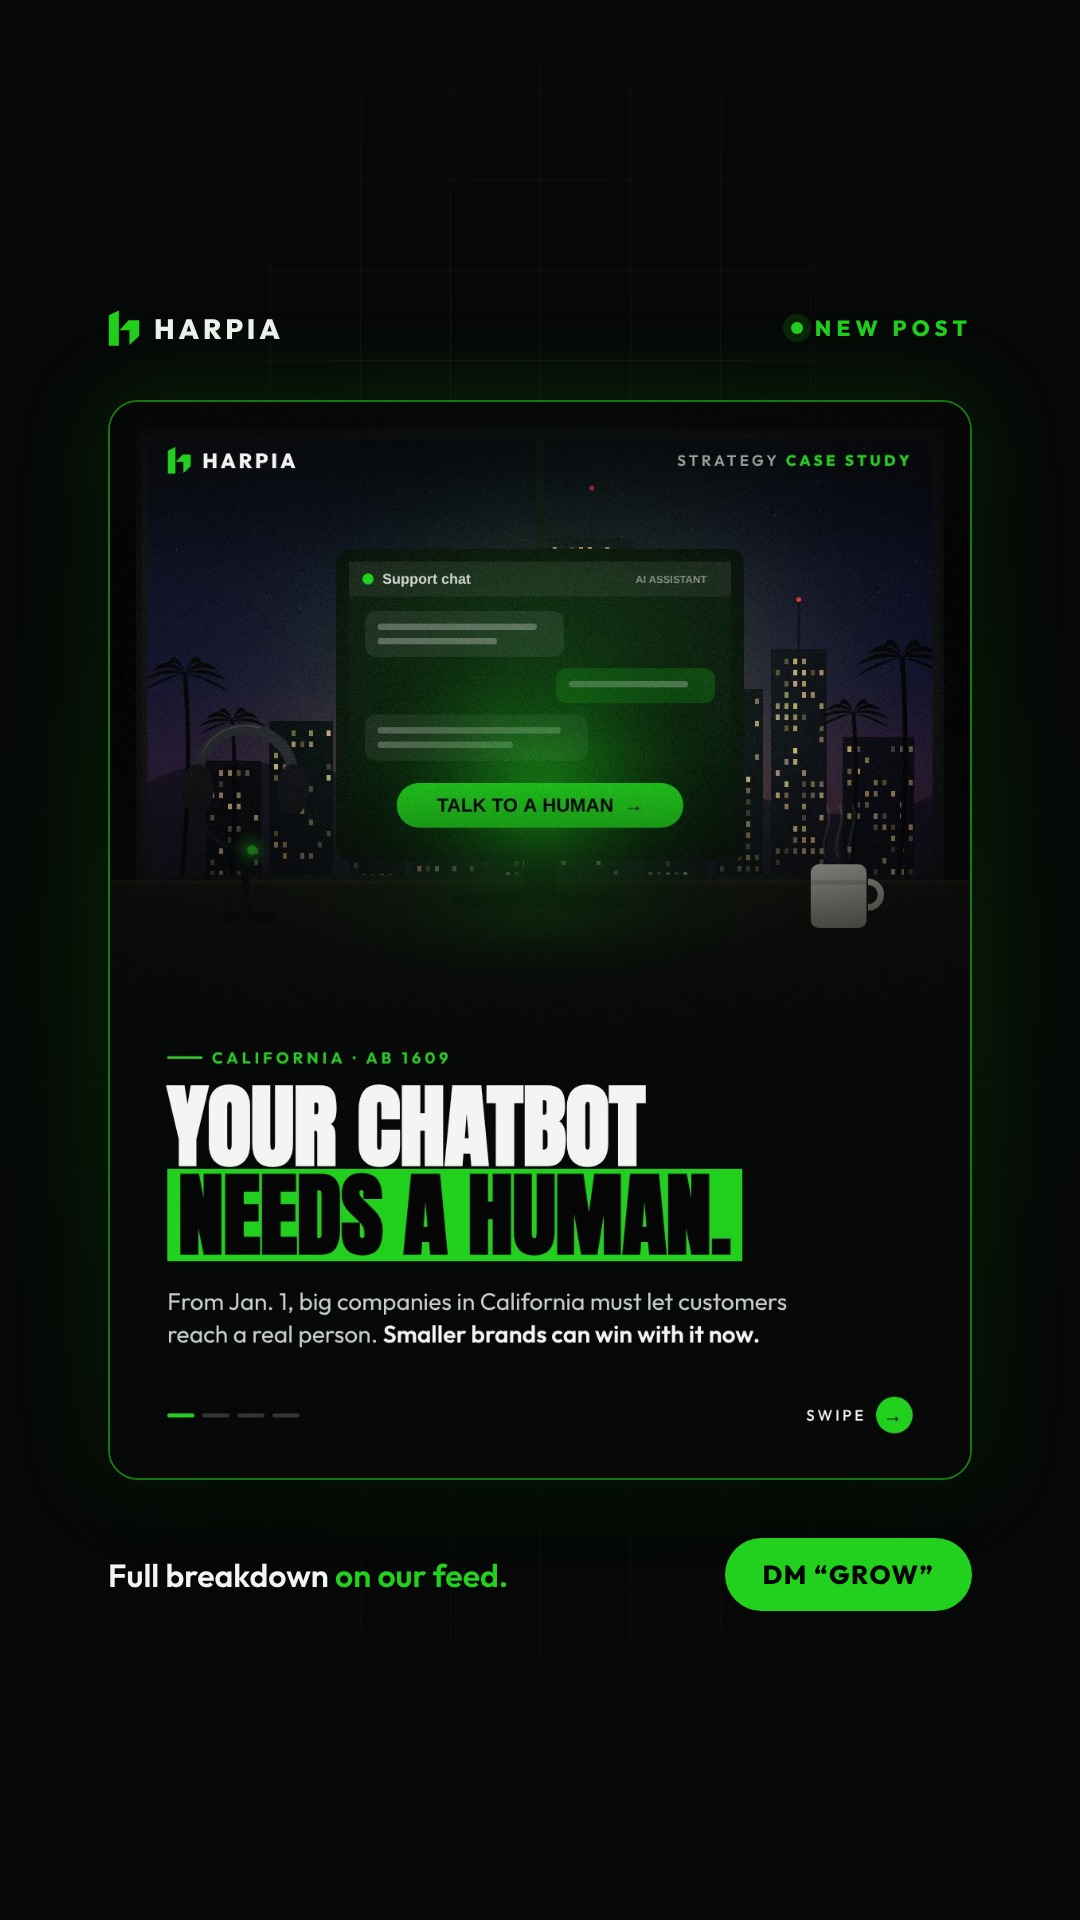 HARPIA
NEW POST
HARPIA
STRATEGY CASE STUDY
Support chat
AI ASSISTANT
TALK TO A HUMAN →
CALIFORNIA · AB 1609
YOUR CHATBOT
NEEDS A HUMAN.
From Jan. 1, big companies in California must let customers
reach a real person. Smaller brands can win with it now.
SWIPE →
Full breakdown on our feed.
DM “GROW”